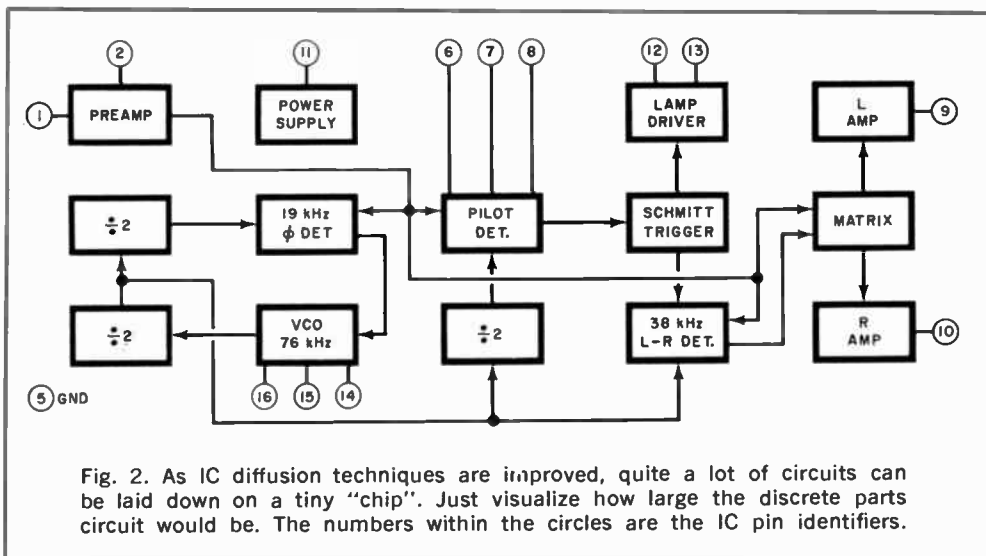 2
11
6
7
8
12
13
1
PREAMP
POWER
SUPPLY
LAMP
DRIVER
L
AMP
9
÷2
19 kHz
φ DET
PILOT
DET.
SCHMITT
TRIGGER
MATRIX
÷2
VCO
76 kHz
÷2
38 kHz
L-R DET.
R
AMP
10
16
15
14
5 GND
Fig. 2. As IC diffusion techniques are improved, quite a lot of circuits can
be laid down on a tiny "chip". Just visualize how large the discrete parts
circuit would be. The numbers within the circles are the IC pin identifiers.